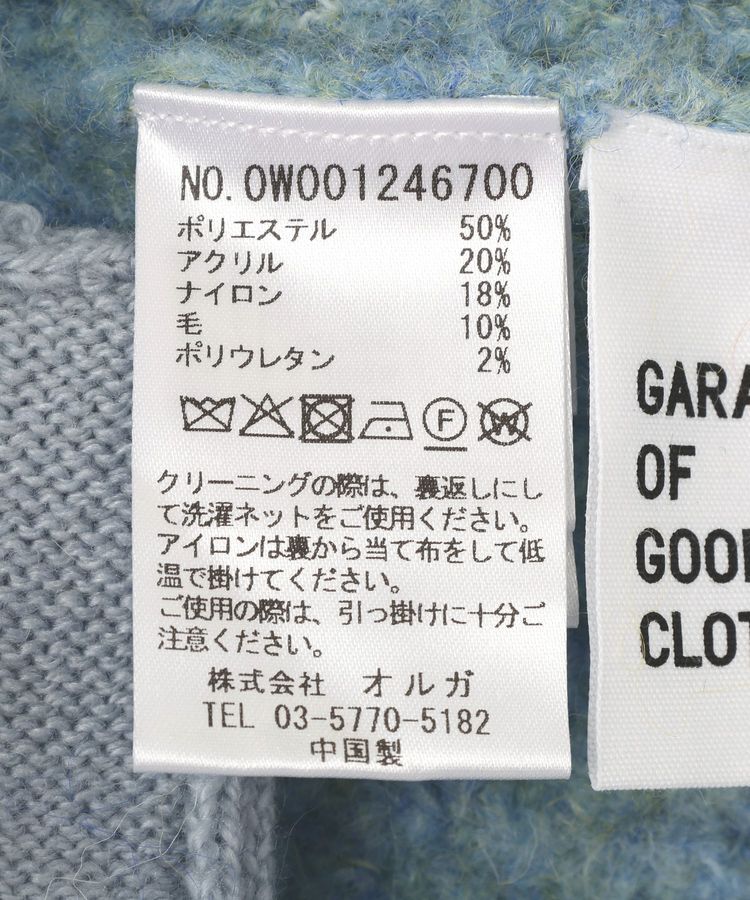 NO.0W001246700
ポリエステル 50%
アクリル 20%
ナイロン 18%
毛 10%
ポリウレタン 2%
F W
クリーニングの際は、裏返しにし
て洗濯ネットをご使用ください。
アイロンは裏から当て布をして低
温で掛けてください。
ご使用の際は、引っ掛けに十分ご
注意ください。
株式会社 オルガ
TEL 03-5770-5182
中国製
GARA
OF
GOOD
CLOT